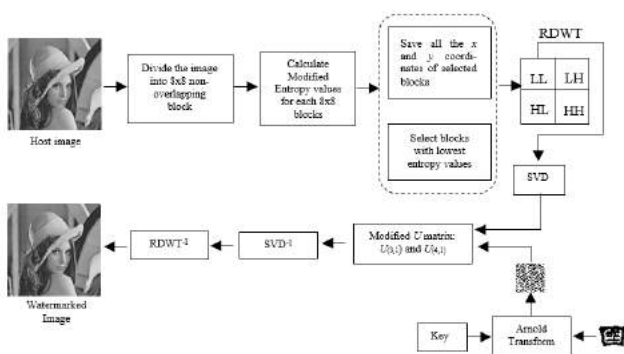 RDWT
Save all the x
and y coordi-
nates of selected
blocks
Divide the image
into 8x8 non-
overlapping
block
Calculate
Modified
Entropy values
for each 8x8
blocks
LL LH
HL HH
Host image
Select blocks
with lowest
entropy values
SVD
RDWT-1
SVD-1
Modified U matrix:
U(3,1) and U(4,1)
Watermarked
Image
Key
Arnold
Transform